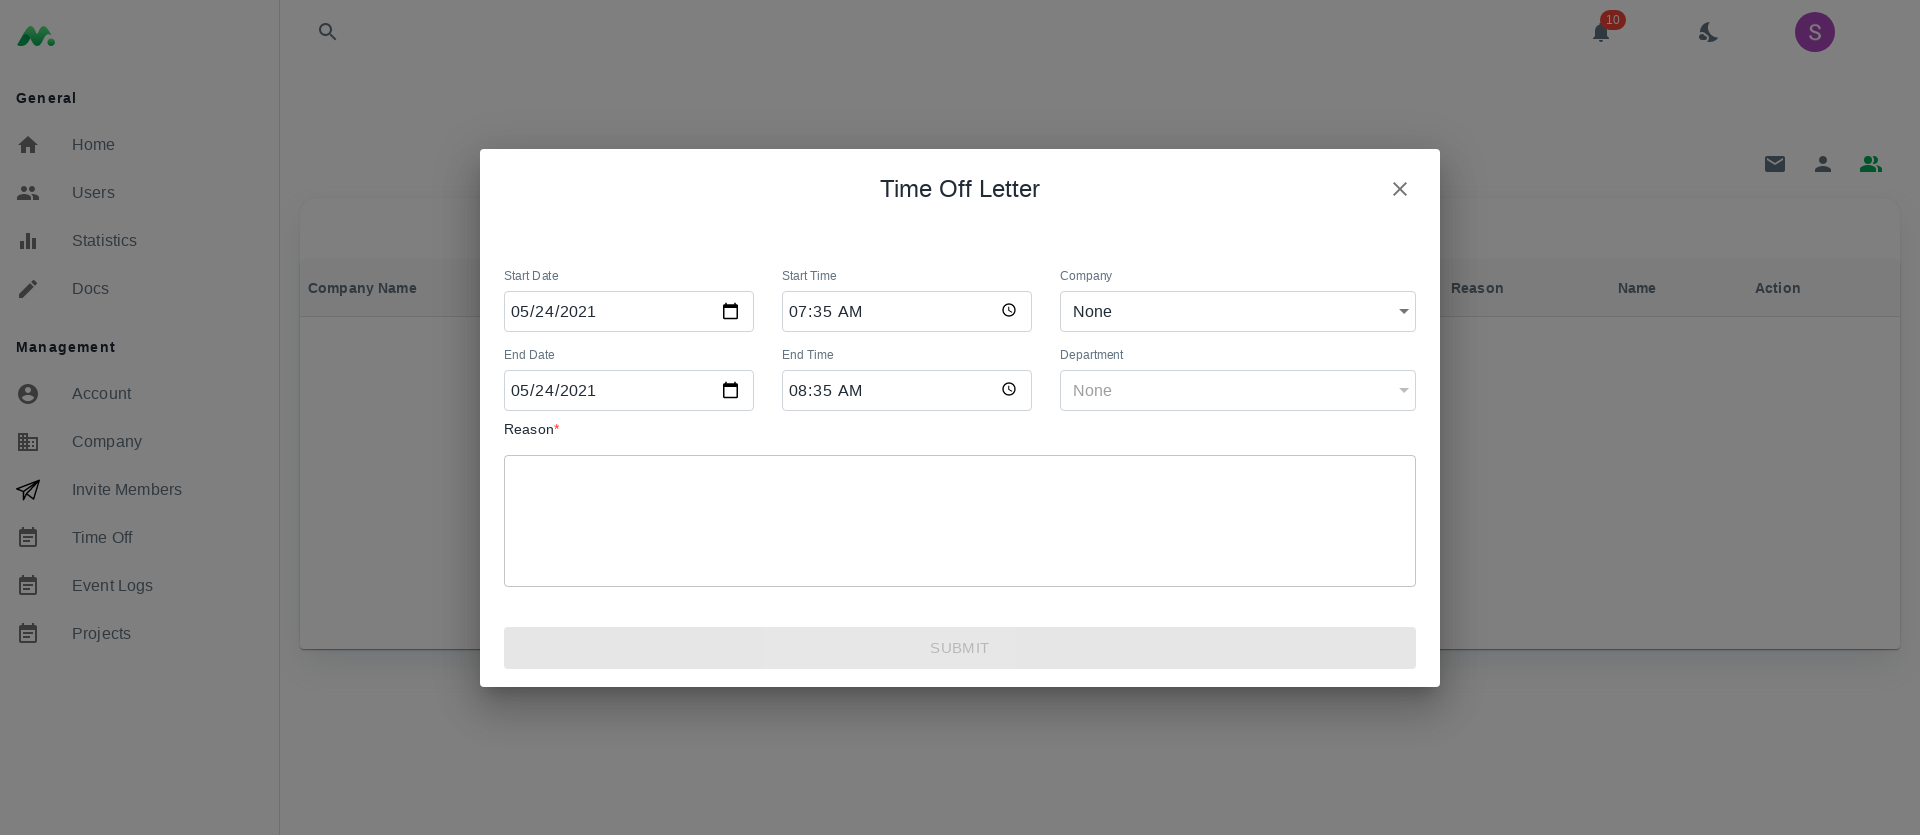 10
S
General
Home
Users
Statistics
Docs
Management
Account
Company
Invite Members
Time Off
Event Logs
Projects
Company Name
Reason
Name
Action
Time Off Letter
Start Date
Start Time
Company
05/24/2021
07:35 AM
None
End Date
End Time
Department
05/24/2021
08:35 AM
None
Reason*
SUBMIT